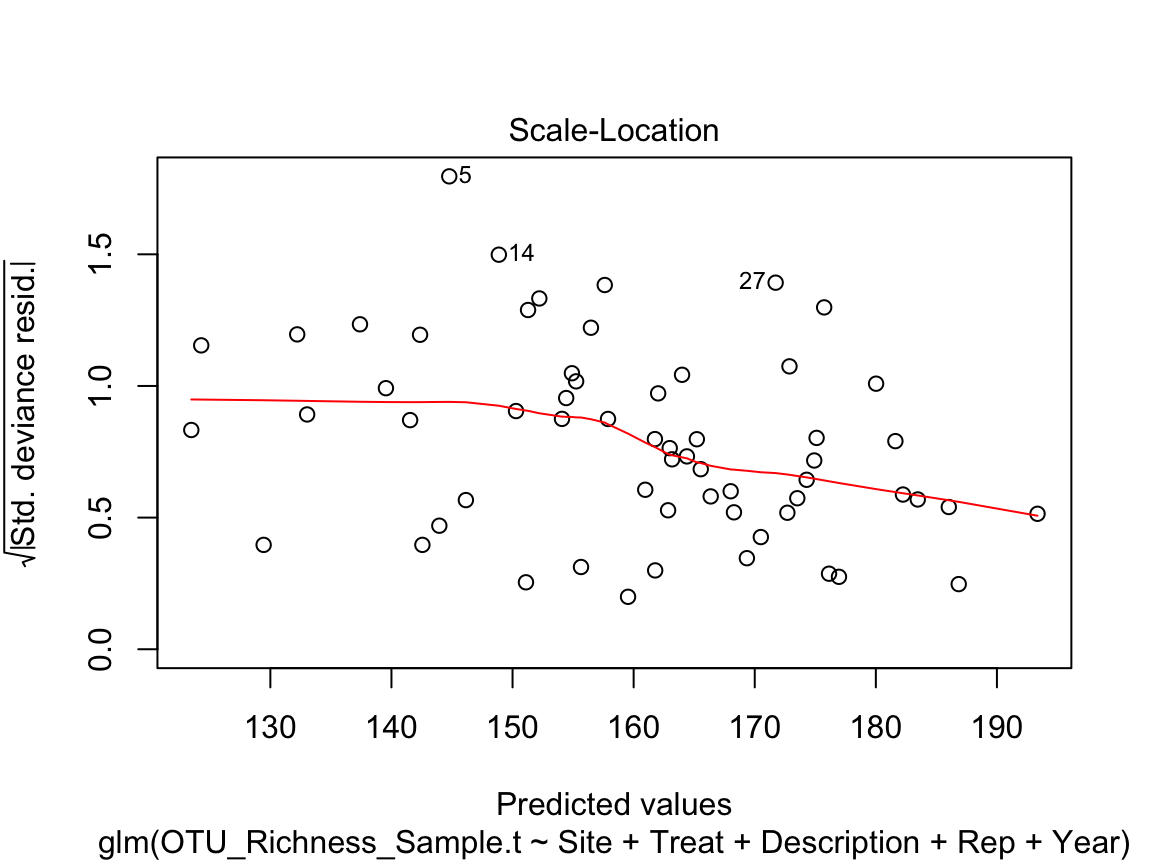 Scale-Location
√|Std. deviance resid.|
1.5
1.0
0.5
0.0
5
14
27
130 140 150 160 170 180 190
Predicted values
glm(OTU_Richness_Sample.t ~ Site + Treat + Description + Rep + Year)